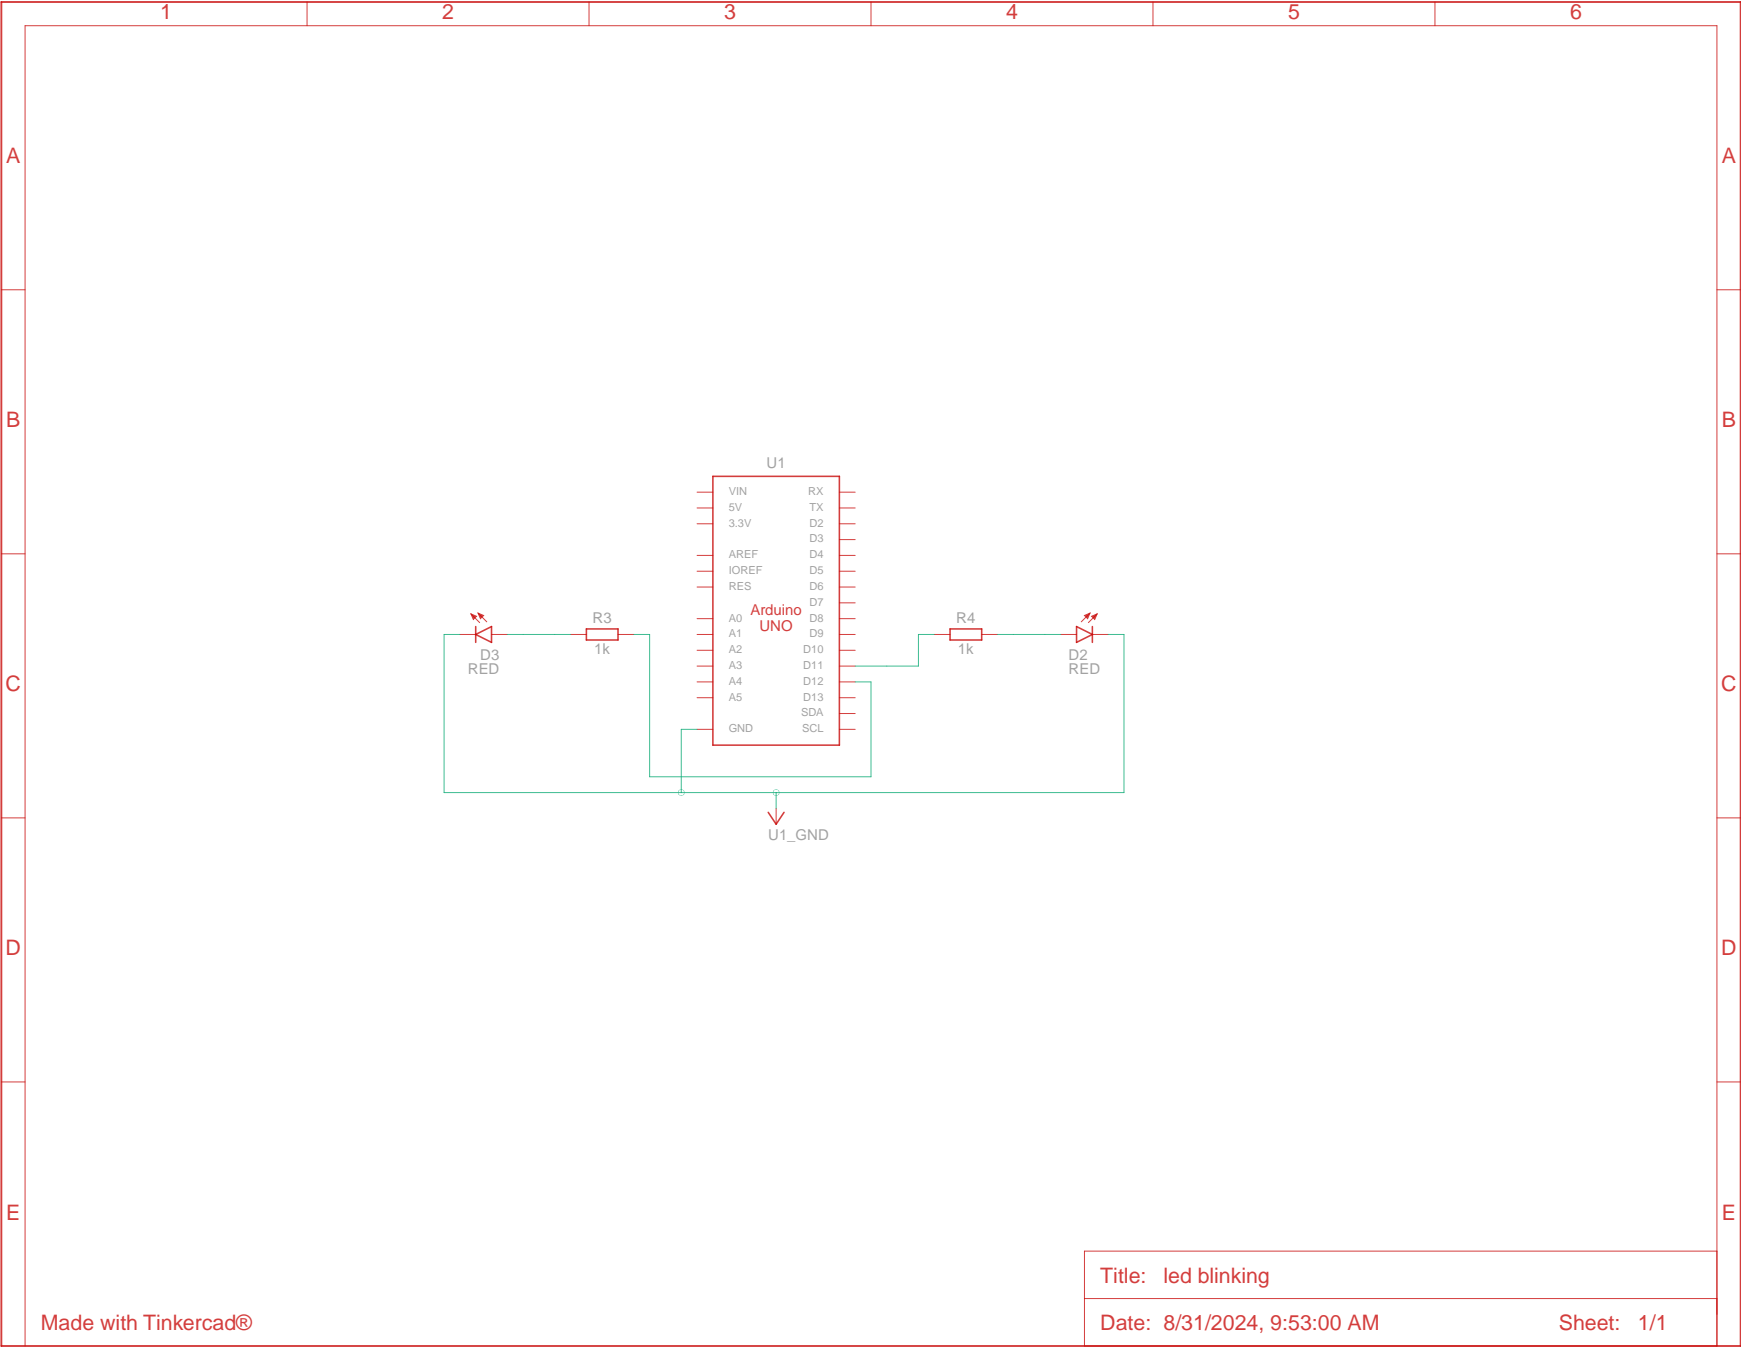 1 2 3 4 5 6
A A
B B
U1
VIN RX
5V TX
3.3V D2
D3
AREF D4
IOREF D5
RES D6
D7
Arduino
A0 D8
UNO
A1 D9
A2 D10
A3 D11
A4 D12
A5 D13
SDA
GND SCL
R3
1k
D3
RED
R4
1k
D2
RED
C C
U1_GND
D D
E E
Title: led blinking
Made with Tinkercad®
Date: 8/31/2024, 9:53:00 AM Sheet: 1/1